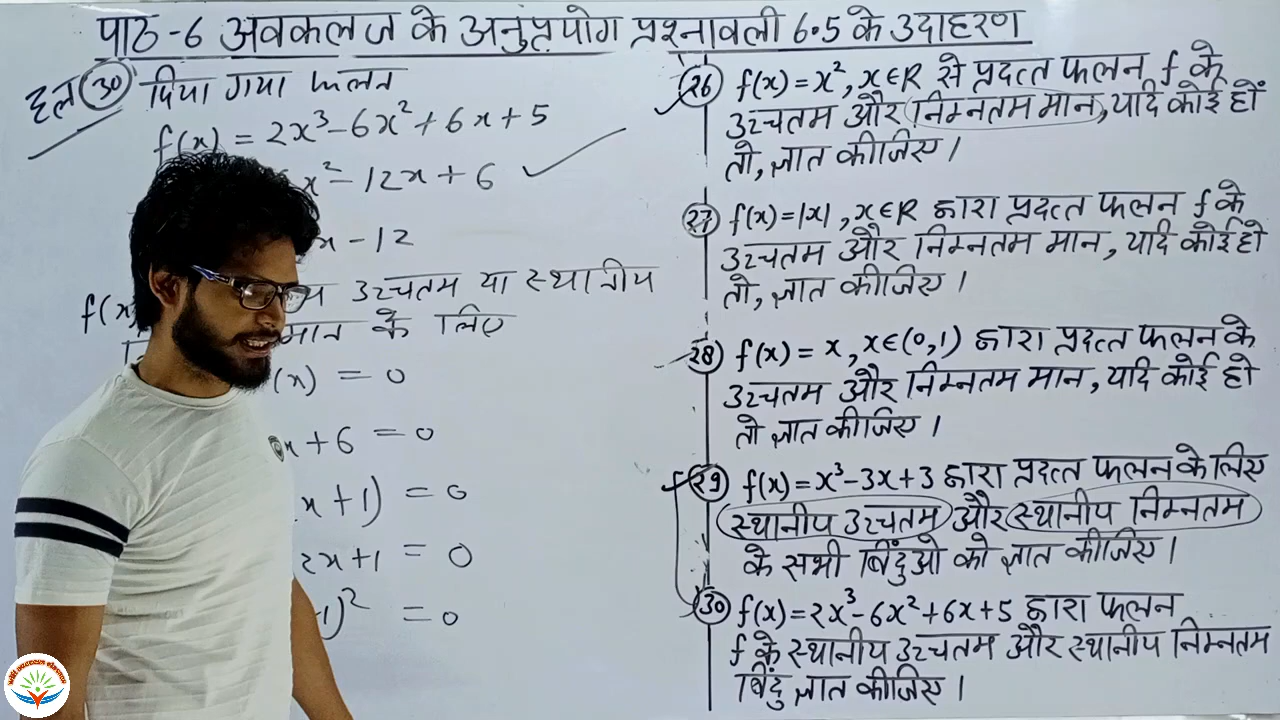 पाठ -6 अवकलज के अनुप्रयोग प्रश्नावली 6.5 के उदाहरण
हल (30) दिया गया फलन
f(x) = 2x³-6x²+6x+5
x²-12x+6
x-12
f(x) उच्चतम या स्थानीय
मान के लिए
(x) = 0
x+6 =0
x+1) =0
2x+1 = 0
-1)² =0
(26) f(x)=x², x∈R से प्रदत्त फलन f के
उच्चतम और निम्नतम मान, यदि कोई हों
तो, ज्ञात कीजिए।
(27) f(x)=|x|, x∈R द्वारा प्रदत्त फलन f के
उच्चतम और निम्नतम मान, यदि कोई हो
तो, ज्ञात कीजिए।
(28) f(x) = x, x∈(0,1) द्वारा प्रदत्त फलन के
उच्चतम और निम्नतम मान, यदि कोई हो
तो ज्ञात कीजिए।
(29) f(x)=x³-3x+3 द्वारा प्रदत्त फलन के लिए
स्थानीय उच्चतम और स्थानीय निम्नतम
के सभी बिंदुओ को ज्ञात कीजिए।
(30) f(x)=2x³-6x²+6x+5 द्वारा फलन
f के स्थानीय उच्चतम और स्थानीय निम्नतम
बिंदु ज्ञात कीजिए।